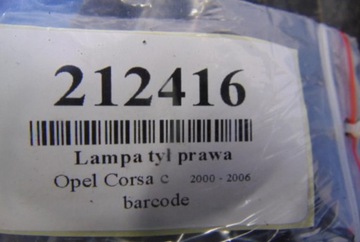 212416
Lampa tył prawa
Opel Corsa c 2000 - 2006
barcode